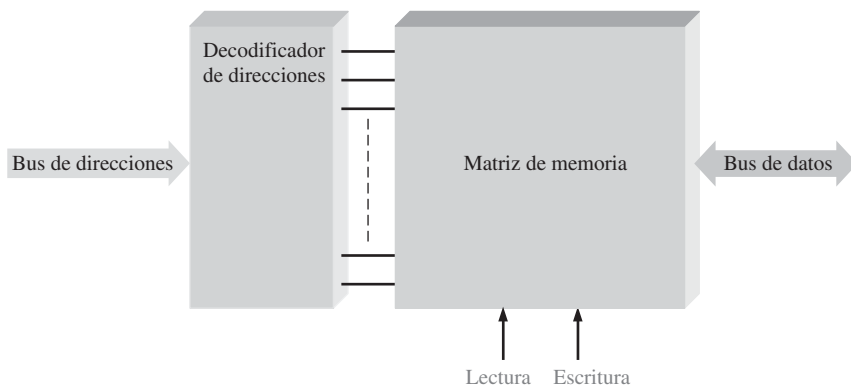 Decodificador
de direcciones
Bus de direcciones
Matriz de memoria
Bus de datos
Lectura
Escritura